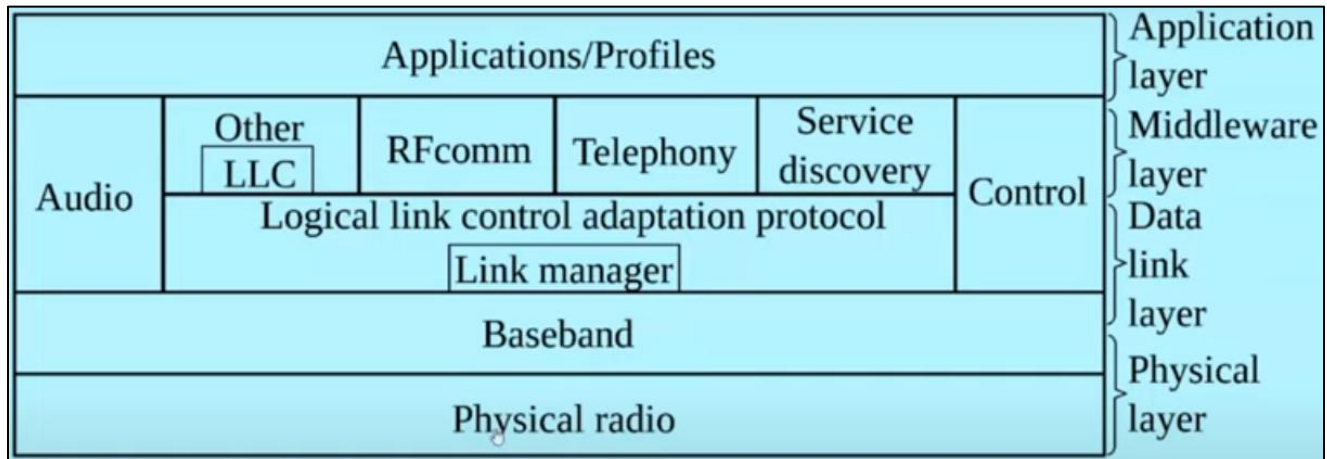 Applications/Profiles
Application
layer
Audio
Other
LLC
RFcomm
Telephony
Service
discovery
Control
Middleware
layer
Logical link control adaptation protocol
Link manager
Data
link
layer
Baseband
Physical radio
Physical
layer